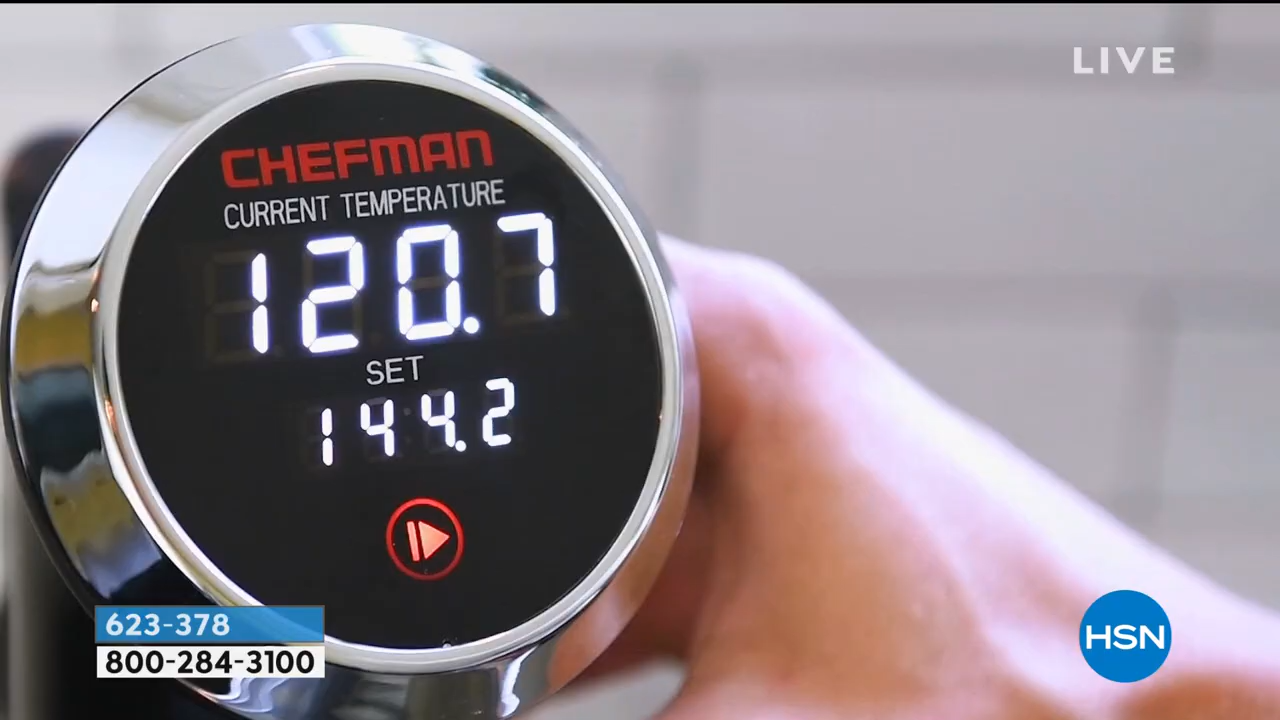 LIVE
CHEFMAN
CURRENT TEMPERATURE
120.7
SET
144.2
623-378
800-284-3100
HSN